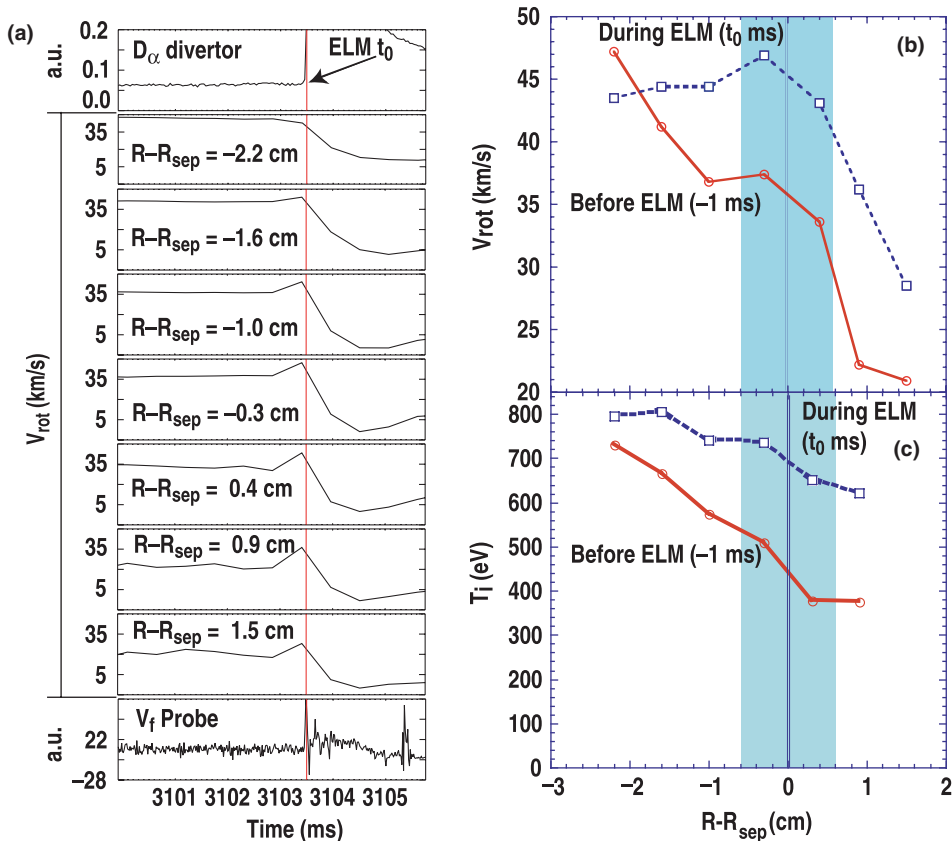 (a)
a.u.
0.2
0.1
0.0
Dα divertor
ELM t0
Vrot (km/s)
35
5
R–Rsep = –2.2 cm
35
5
R–Rsep = –1.6 cm
35
5
R–Rsep = –1.0 cm
35
5
R–Rsep = –0.3 cm
35
5
R–Rsep = 0.4 cm
35
5
R–Rsep = 0.9 cm
35
5
R–Rsep = 1.5 cm
a.u.
22
–28
Vf Probe
3101 3102 3103 3104 3105
Time (ms)
(b)
During ELM (t0 ms)
Before ELM (–1 ms)
Vrot (km/s)
50
45
40
35
30
25
20
(c)
During ELM
(t0 ms)
Before ELM (–1 ms)
Ti (eV)
800
700
600
500
400
300
200
100
0
–3 –2 –1 0 1 2
R-Rsep(cm)